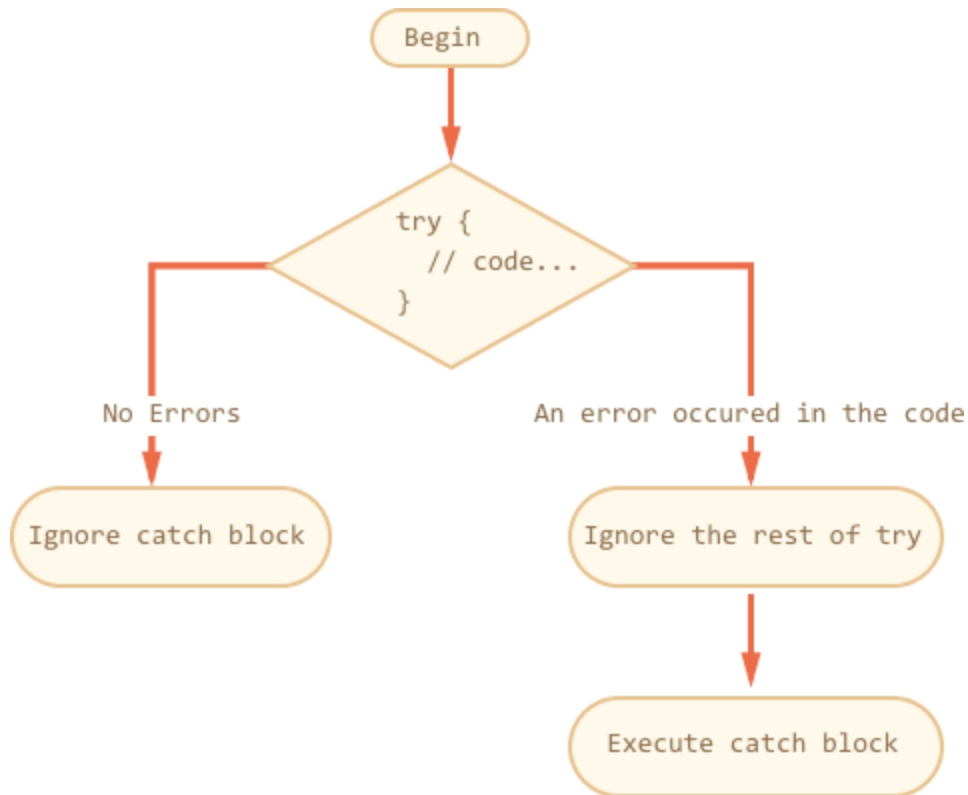 Begin
try {
// code...
}
No Errors
An error occured in the code
Ignore catch block
Ignore the rest of try
Execute catch block